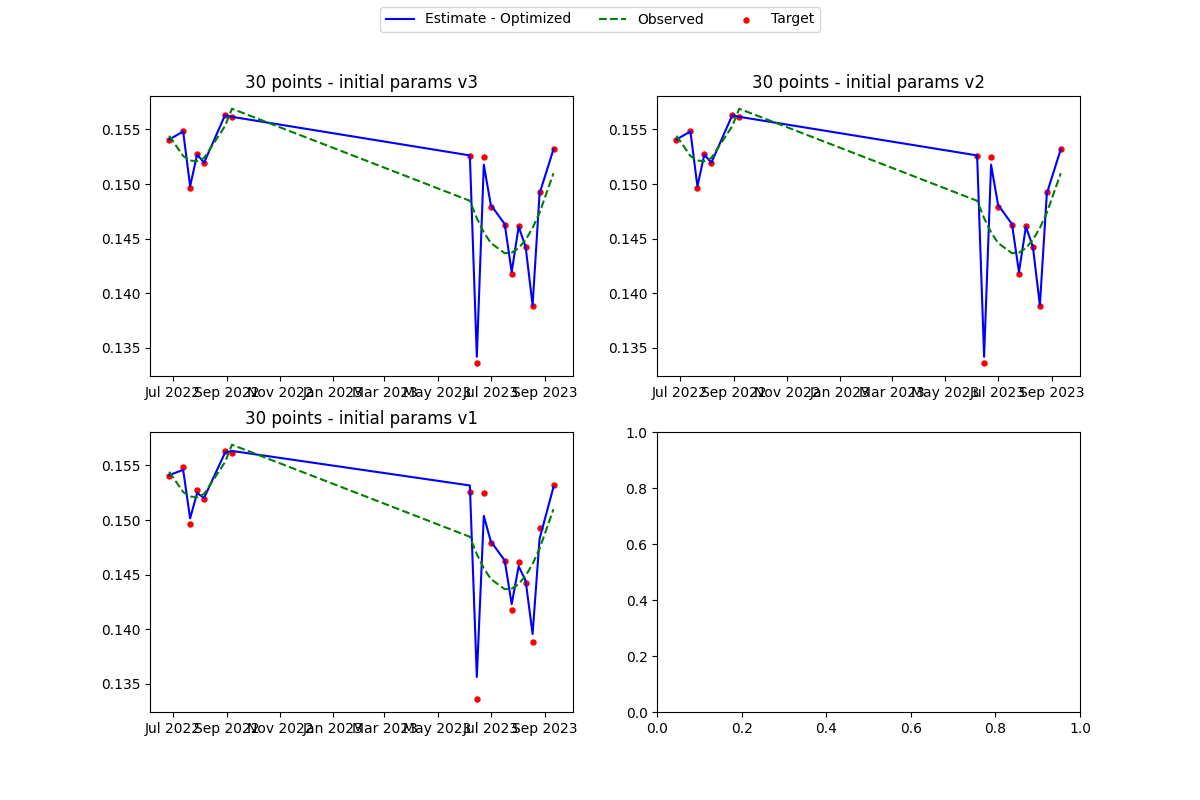 Estimate - Optimized Observed Target
30 points - initial params v3
0.155
0.150
0.145
0.140
0.135
Jul 2022 Sep 2022 Nov 2022 Jan 2023 Mar 2023 May 2023 Jul 2023 Sep 2023
30 points - initial params v2
0.155
0.150
0.145
0.140
0.135
Jul 2022 Sep 2022 Nov 2022 Jan 2023 Mar 2023 May 2023 Jul 2023 Sep 2023
30 points - initial params v1
0.155
0.150
0.145
0.140
0.135
Jul 2022 Sep 2022 Nov 2022 Jan 2023 Mar 2023 May 2023 Jul 2023 Sep 2023
1.0
0.8
0.6
0.4
0.2
0.0
0.0 0.2 0.4 0.6 0.8 1.0